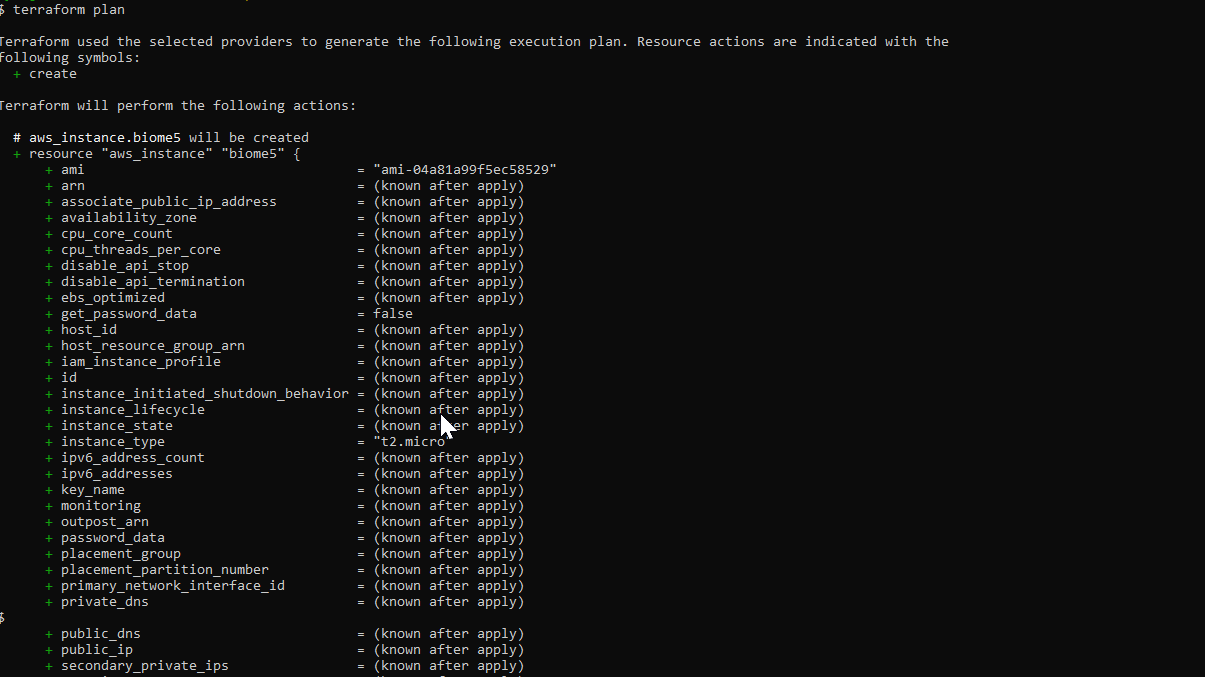 $ terraform plan
Terraform used the selected providers to generate the following execution plan. Resource actions are indicated with the
following symbols:
+ create
Terraform will perform the following actions:
# aws_instance.biome5 will be created
+ resource "aws_instance" "biome5" {
+ ami = "ami-04a81a99f5ec58529"
+ arn = (known after apply)
+ associate_public_ip_address = (known after apply)
+ availability_zone = (known after apply)
+ cpu_core_count = (known after apply)
+ cpu_threads_per_core = (known after apply)
+ disable_api_stop = (known after apply)
+ disable_api_termination = (known after apply)
+ ebs_optimized = (known after apply)
+ get_password_data = false
+ host_id = (known after apply)
+ host_resource_group_arn = (known after apply)
+ iam_instance_profile = (known after apply)
+ id = (known after apply)
+ instance_initiated_shutdown_behavior = (known after apply)
+ instance_lifecycle = (known after apply)
+ instance_state = (known after apply)
+ instance_type = "t2.micro"
+ ipv6_address_count = (known after apply)
+ ipv6_addresses = (known after apply)
+ key_name = (known after apply)
+ monitoring = (known after apply)
+ outpost_arn = (known after apply)
+ password_data = (known after apply)
+ placement_group = (known after apply)
+ placement_partition_number = (known after apply)
+ primary_network_interface_id = (known after apply)
+ private_dns = (known after apply)
$
+ public_dns = (known after apply)
+ public_ip = (known after apply)
+ secondary_private_ips = (known after apply)